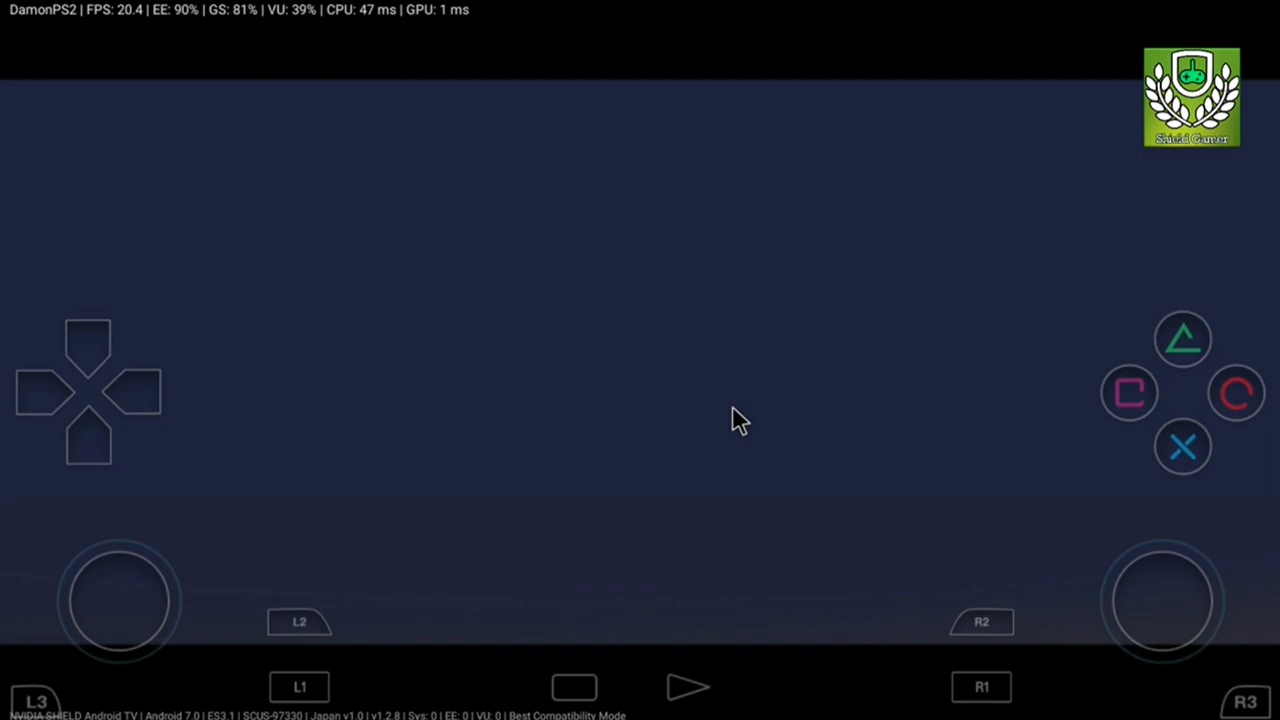 DamonPS2 | FPS: 20.4 | EE: 90% | GS: 81% | VU: 39% | CPU: 47 ms | GPU: 1 ms
Shield Gamer
L2
R2
L1
R1
L3
R3
NVIDIA SHIELD Android TV | Android 7.0 | ES3.1 | SCUS-97330 | Japan v1.0 | v1.2.8 | Sys: 0 | EE: 0 | VU: 0 | Best Compatibility Mode